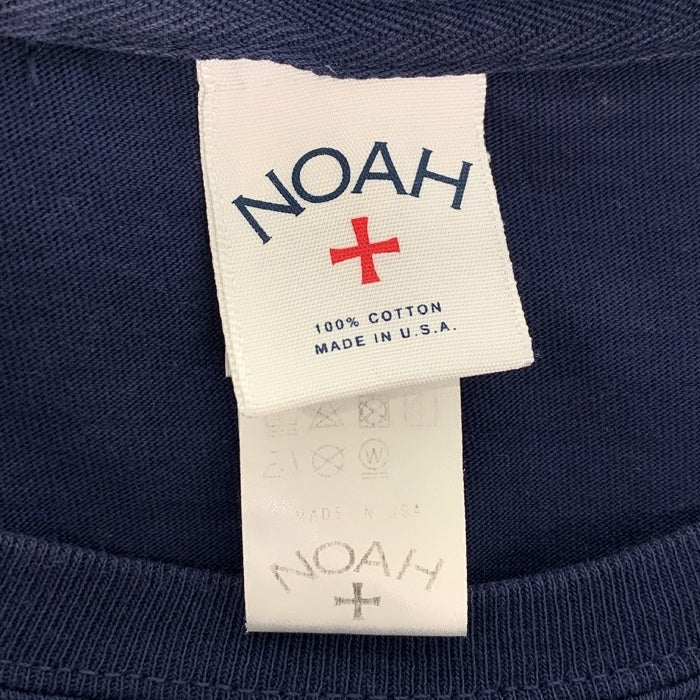 NOAH
100% COTTON
MADE IN U.S.A.
W
MADE IN USA
NOAH